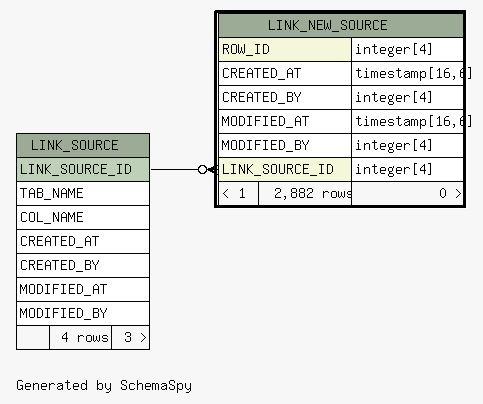 LINK_NEW_SOURCE
ROW_ID integer[4]
CREATED_AT timestamp[16,6]
CREATED_BY integer[4]
MODIFIED_AT timestamp[16,6]
MODIFIED_BY integer[4]
LINK_SOURCE_ID integer[4]
< 1 2,882 rows 0 >
LINK_SOURCE
LINK_SOURCE_ID
TAB_NAME
COL_NAME
CREATED_AT
CREATED_BY
MODIFIED_AT
MODIFIED_BY
4 rows 3 >
Generated by SchemaSpy